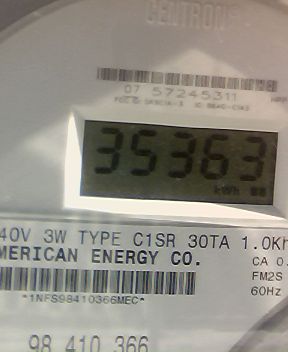 CENTRON®
07 57245311
35363
kWh
40V 3W TYPE C1SR 30TA 1.0Kh
MERICAN ENERGY CO.
CA 0.
FM2S
60Hz
*1NFS98410366MEC*
98 410 366